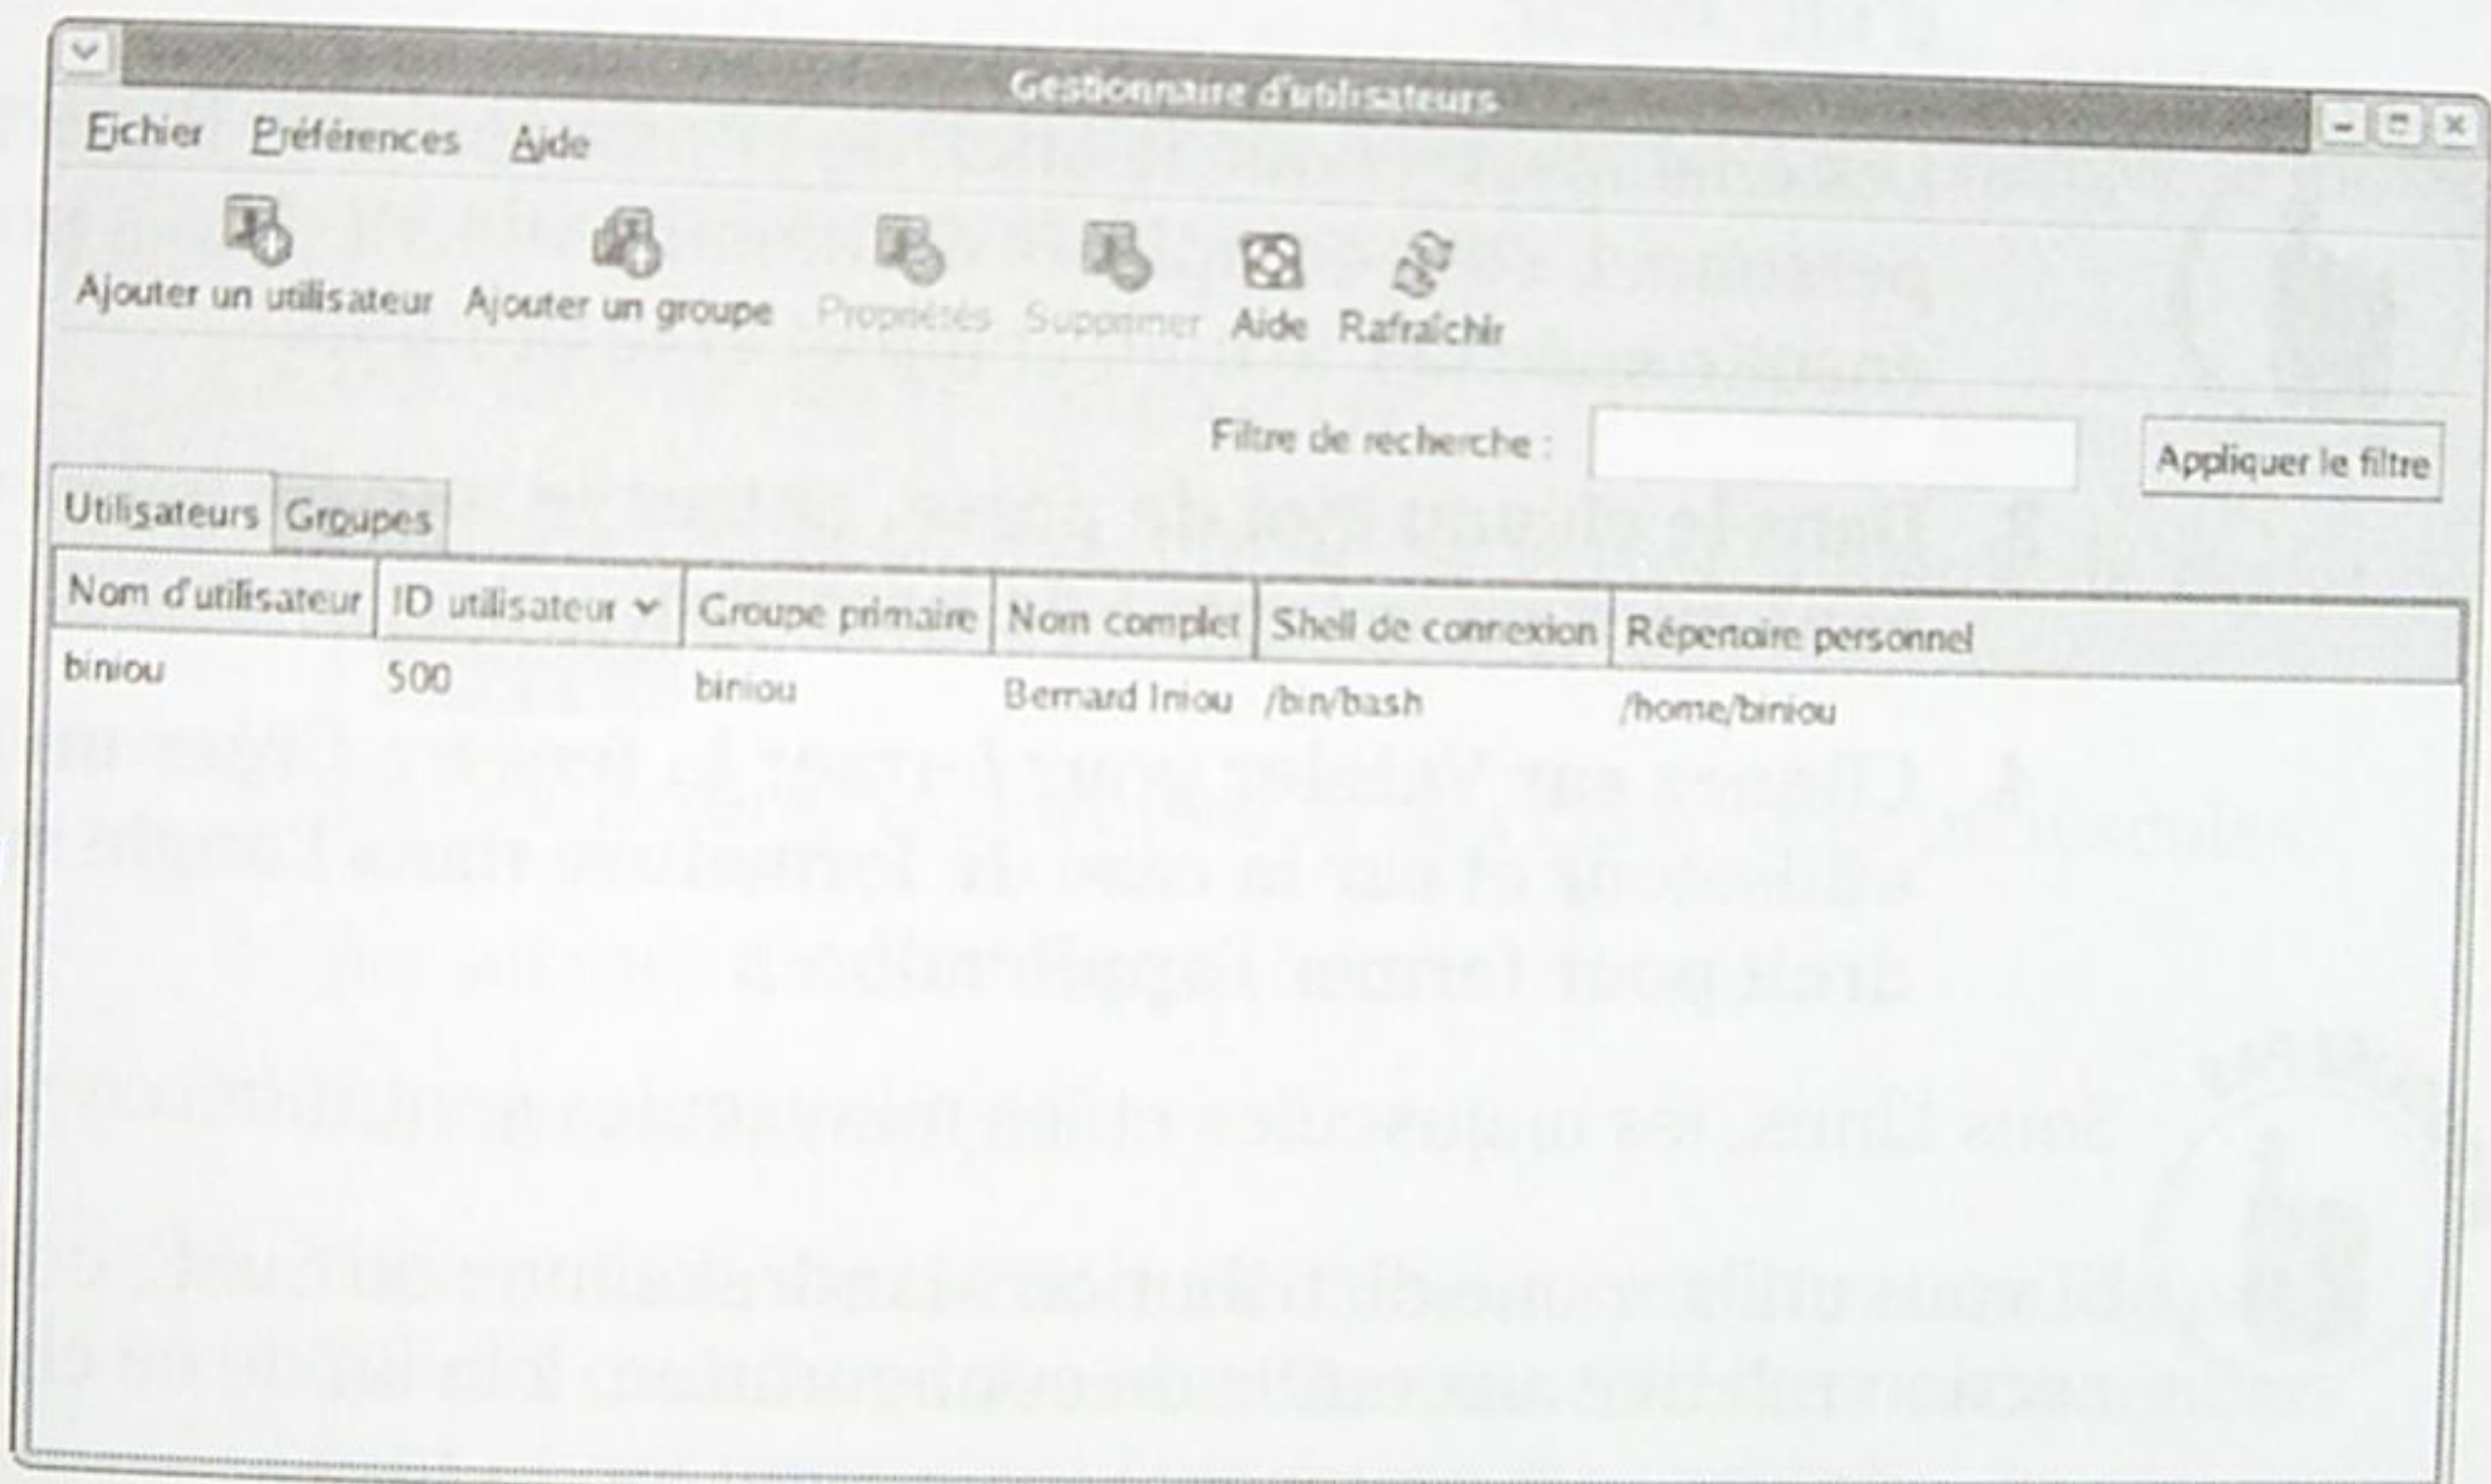 Gestionnaire d'utilisateurs
Fichier Préférences Aide
Ajouter un utilisateur Ajouter un groupe Propriétés Supprimer Aide Rafraîchir
Filtre de recherche : Appliquer le filtre
Utilisateurs Groupes
Nom d'utilisateur ID utilisateur Groupe primaire Nom complet Shell de connexion Répertoire personnel
biniou 500 biniou Bernard Iniou /bin/bash /home/biniou